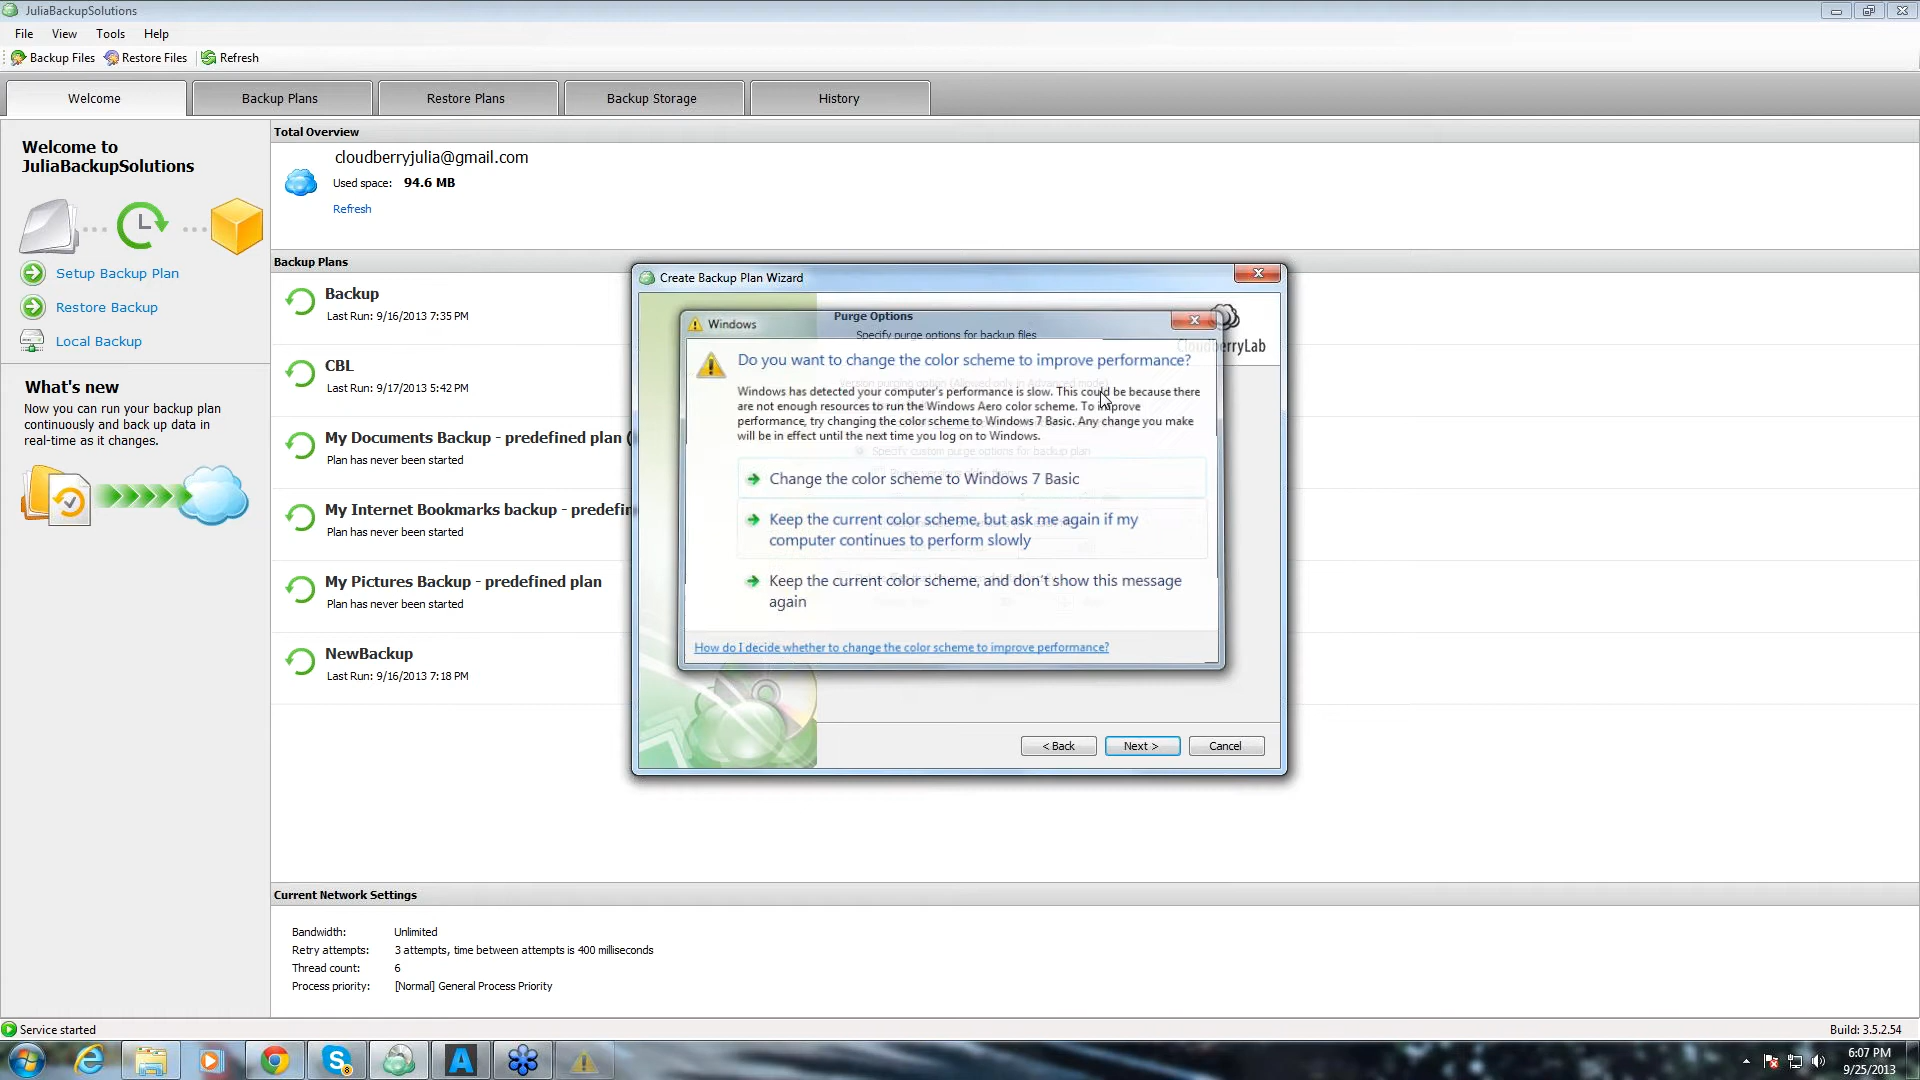 JuliaBackupSolutions
File View Tools Help
Backup Files Restore Files Refresh
Welcome Backup Plans Restore Plans Backup Storage History
Welcome to
JuliaBackupSolutions
Setup Backup Plan
Restore Backup
Local Backup
What's new
Now you can run your backup plan
continuously and back up data in
real-time as it changes.
Total Overview
cloudberryjulia@gmail.com
Used space: 94.6 MB
Refresh
Backup Plans
Backup
Last Run: 9/16/2013 7:35 PM
CBL
Last Run: 9/17/2013 5:42 PM
My Documents Backup - predefined plan (
Plan has never been started
My Internet Bookmarks backup - predefin
Plan has never been started
My Pictures Backup - predefined plan
Plan has never been started
NewBackup
Last Run: 9/16/2013 7:18 PM
Create Backup Plan Wizard
Purge Options
Specify purge options for backup files
Windows
Do you want to change the color scheme to improve performance?
Windows has detected your computer's performance is slow. This could be because there
are not enough resources to run the Windows Aero color scheme. To improve
performance, try changing the color scheme to Windows 7 Basic. Any change you make
will be in effect until the next time you log on to Windows.
Specify custom purge options for backup plan
Change the color scheme to Windows 7 Basic
Keep the current color scheme, but ask me again if my
computer continues to perform slowly
Keep the current color scheme, and don't show this message
again
How do I decide whether to change the color scheme to improve performance?
< Back Next > Cancel
Current Network Settings
Bandwidth: Unlimited
Retry attempts: 3 attempts, time between attempts is 400 milliseconds
Thread count: 6
Process priority: [Normal] General Process Priority
Service started
Build: 3.5.2.54
6:07 PM
9/25/2013